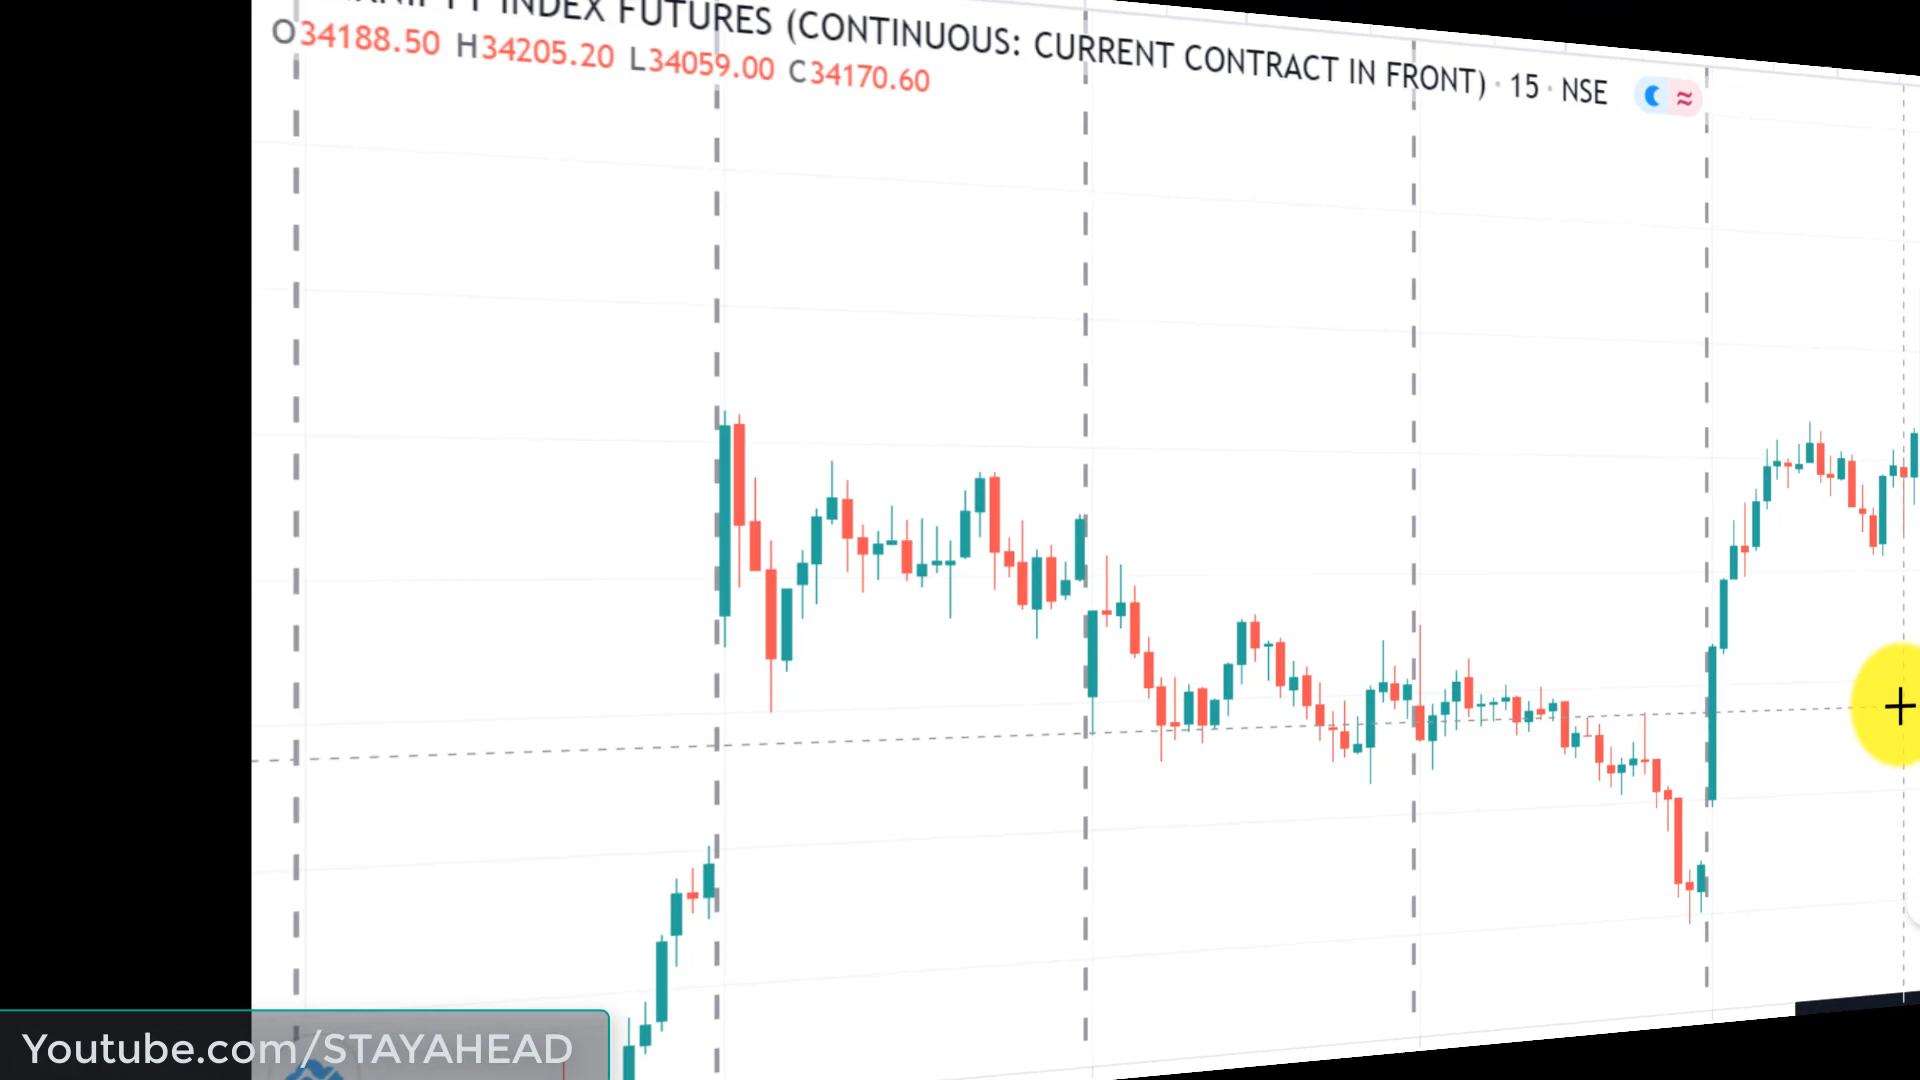 INDEX FUTURES (CONTINUOUS: CURRENT CONTRACT IN FRONT) · 15 · NSE
O34188.50 H34205.20 L34059.00 C34170.60
Youtube.com/STAYAHEAD